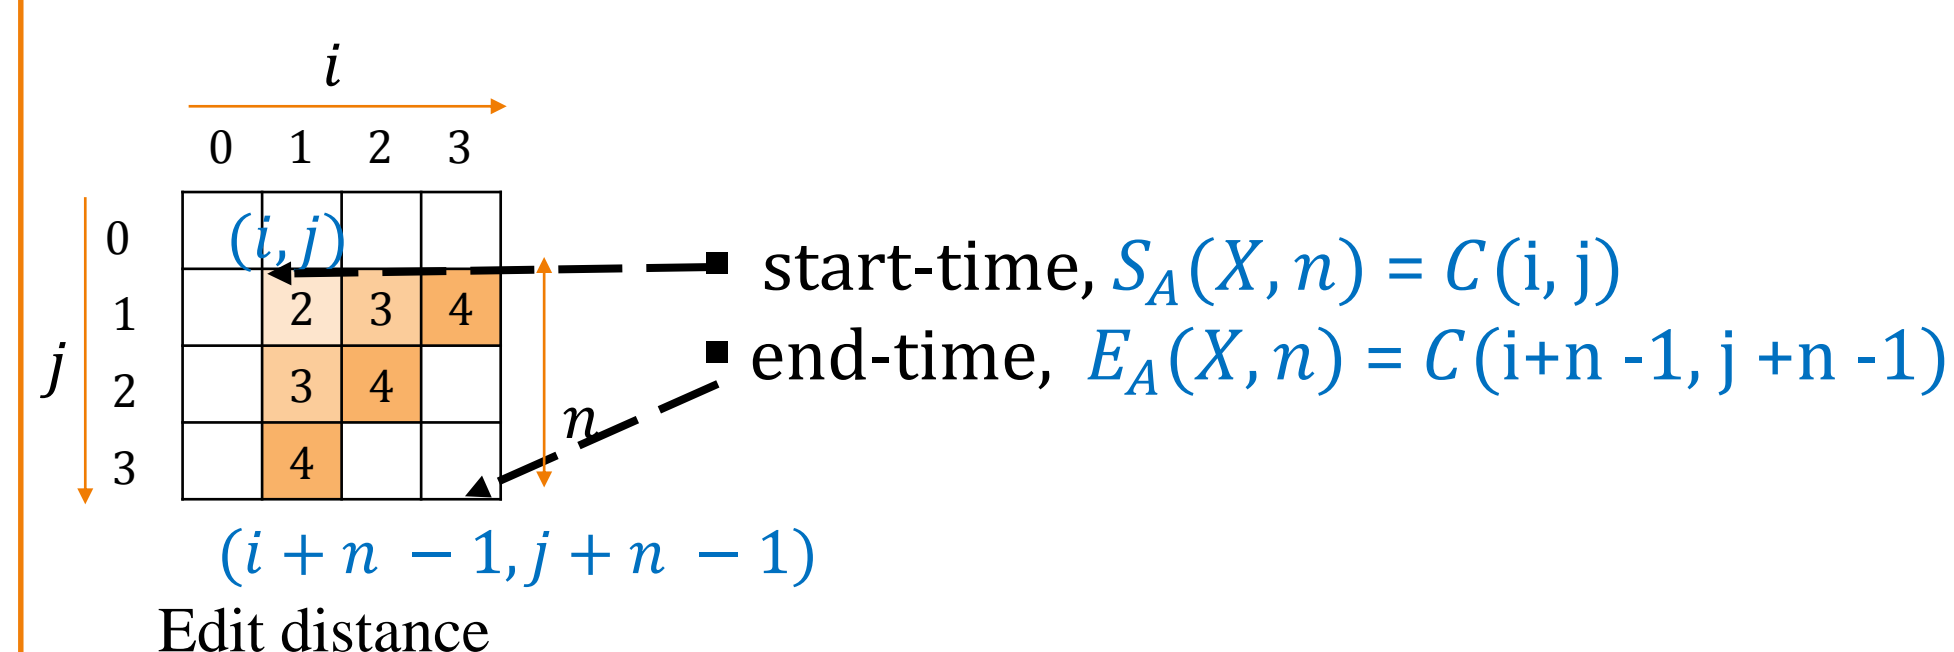 i
0 1 2 3
0
(i, j)
▪ start-time, S_A(X, n) = C(i, j)
1 2 3 4
▪ end-time, E_A(X, n) = C(i+n -1, j +n -1)
j
2 3 4
n
3 4
(i + n − 1, j + n − 1)
Edit distance